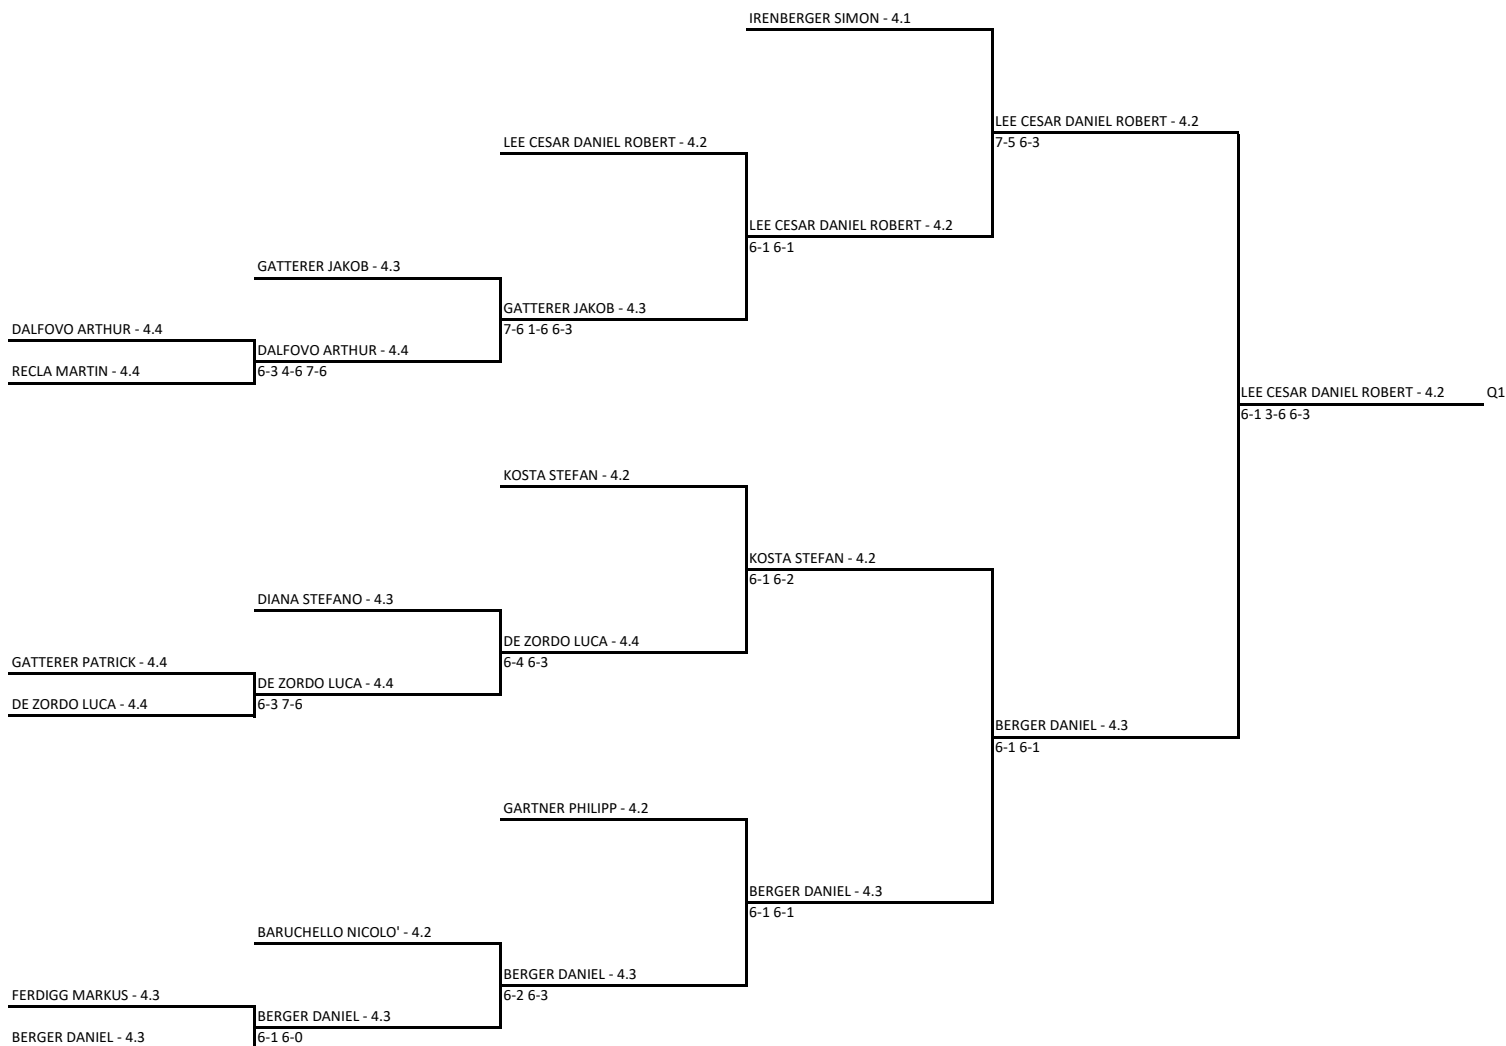 IRENBERGER SIMON - 4.1
LEE CESAR DANIEL ROBERT - 4.2
LEE CESAR DANIEL ROBERT - 4.2
7-5 6-3
LEE CESAR DANIEL ROBERT - 4.2
6-1 6-1
GATTERER JAKOB - 4.3
GATTERER JAKOB - 4.3
DALFOVO ARTHUR - 4.4
7-6 1-6 6-3
DALFOVO ARTHUR - 4.4
RECLA MARTIN - 4.4
6-3 4-6 7-6
LEE CESAR DANIEL ROBERT - 4.2
Q1
6-1 3-6 6-3
KOSTA STEFAN - 4.2
KOSTA STEFAN - 4.2
6-1 6-2
DIANA STEFANO - 4.3
DE ZORDO LUCA - 4.4
GATTERER PATRICK - 4.4
6-4 6-3
DE ZORDO LUCA - 4.4
DE ZORDO LUCA - 4.4
6-3 7-6
BERGER DANIEL - 4.3
6-1 6-1
GARTNER PHILIPP - 4.2
BERGER DANIEL - 4.3
6-1 6-1
BARUCHELLO NICOLO' - 4.2
BERGER DANIEL - 4.3
FERDIGG MARKUS - 4.3
6-2 6-3
BERGER DANIEL - 4.3
BERGER DANIEL - 4.3
6-1 6-0